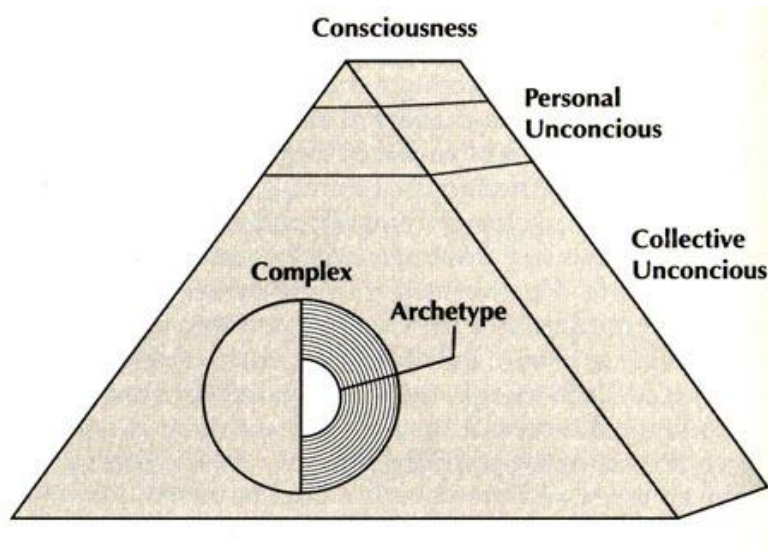 Consciousness
Personal
Unconcious
Collective
Unconcious
Complex
Archetype